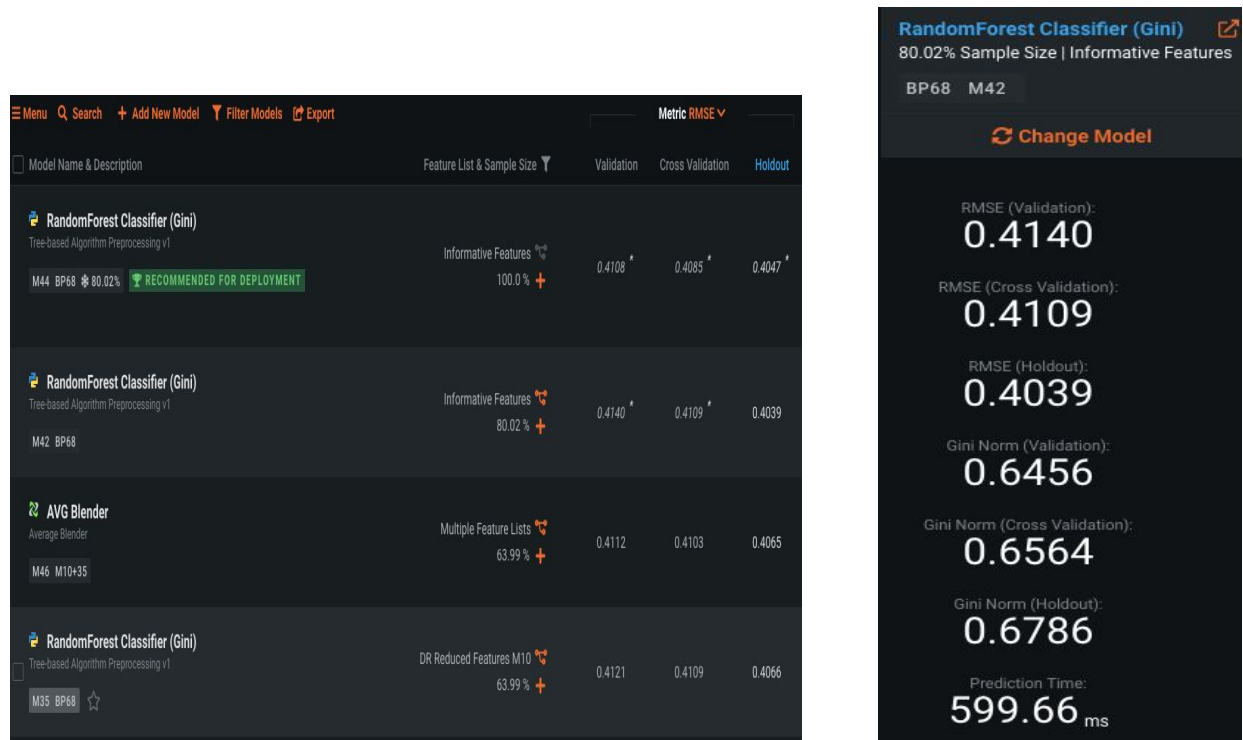 Menu Search + Add New Model Filter Models Export Metric RMSE
Model Name & Description Feature List & Sample Size Validation Cross Validation Holdout
RandomForest Classifier (Gini)
Tree-based Algorithm Preprocessing v1
Informative Features
100.0 % +
0.4108 * 0.4085 * 0.4047 *
M44 BP68 80.02% RECOMMENDED FOR DEPLOYMENT
RandomForest Classifier (Gini)
Tree-based Algorithm Preprocessing v1
Informative Features
80.02 % +
0.4140 * 0.4109 * 0.4039
M42 BP68
AVG Blender
Average Blender
Multiple Feature Lists
63.99 % +
0.4112 0.4103 0.4065
M46 M10+35
RandomForest Classifier (Gini)
Tree-based Algorithm Preprocessing v1
DR Reduced Features M10
63.99 % +
0.4121 0.4109 0.4066
M35 BP68
RandomForest Classifier (Gini)
80.02% Sample Size | Informative Features
BP68 M42
Change Model
RMSE (Validation):
0.4140
RMSE (Cross Validation):
0.4109
RMSE (Holdout):
0.4039
Gini Norm (Validation):
0.6456
Gini Norm (Cross Validation):
0.6564
Gini Norm (Holdout):
0.6786
Prediction Time:
599.66 ms